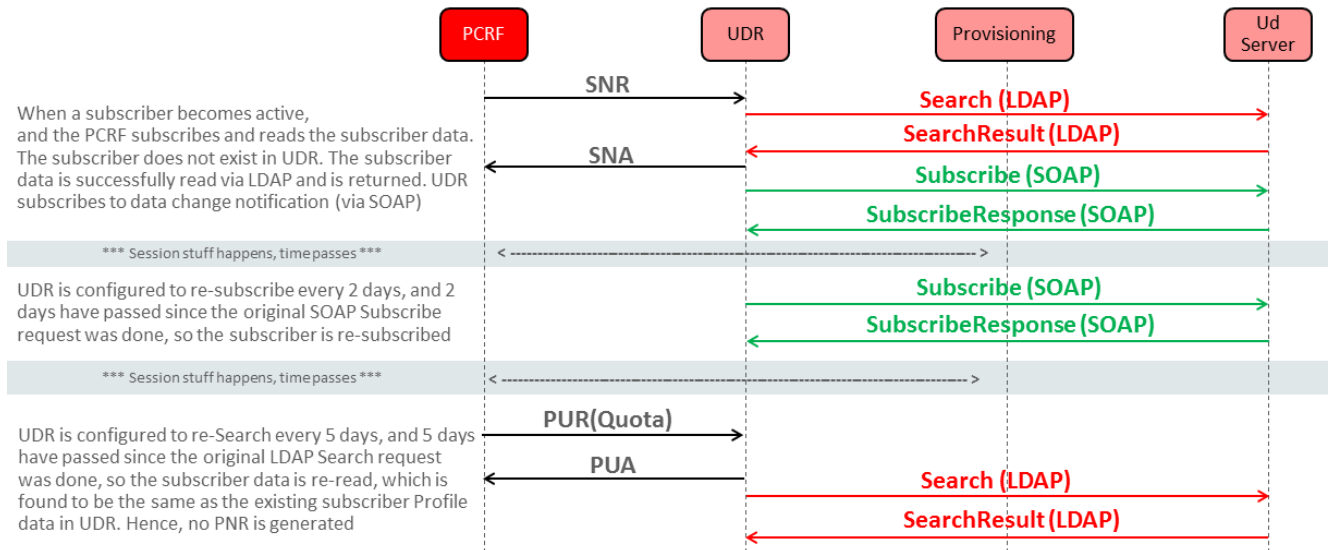 PCRF
UDR
Provisioning
Ud
Server
When a subscriber becomes active,
and the PCRF subscribes and reads the subscriber data.
The subscriber does not exist in UDR. The subscriber
data is successfully read via LDAP and is returned. UDR
subscribes to data change notification (via SOAP)
SNR
Search (LDAP)
SearchResult (LDAP)
SNA
Subscribe (SOAP)
SubscribeResponse (SOAP)
*** Session stuff happens, time passes ***
UDR is configured to re-subscribe every 2 days, and 2
days have passed since the original SOAP Subscribe
request was done, so the subscriber is re-subscribed
Subscribe (SOAP)
SubscribeResponse (SOAP)
*** Session stuff happens, time passes ***
UDR is configured to re-Search every 5 days, and 5 days
have passed since the original LDAP Search request
was done, so the subscriber data is re-read, which is
found to be the same as the existing subscriber Profile
data in UDR. Hence, no PNR is generated
PUR(Quota)
PUA
Search (LDAP)
SearchResult (LDAP)